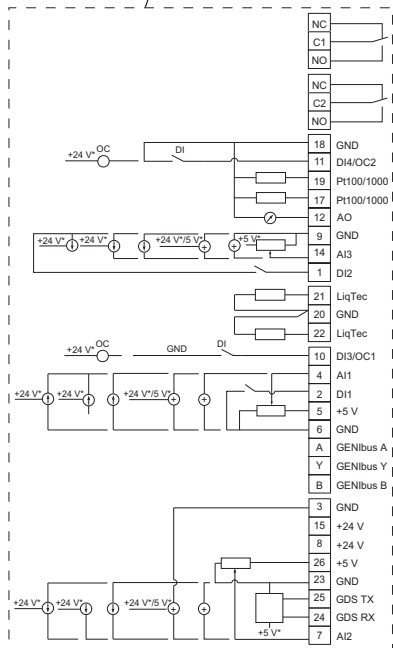 NC
C1
NO
NC
C2
NO
18 GND
+24 V* OC DI 11 DI4/OC2
19 Pt100/1000
17 Pt100/1000
12 AO
9 GND
+24 V* +24 V* +24 V*/5 V* +5 V*
14 AI3
1 DI2
21 LiqTec
20 GND
22 LiqTec
+24 V* OC GND DI 10 DI3/OC1
4 AI1
+24 V* +24 V* +24 V*/5 V* 2 DI1
5 +5 V
6 GND
A GENIbus A
Y GENIbus Y
B GENIbus B
3 GND
15 +24 V
8 +24 V
26 +5 V
23 GND
25 GDS TX
+24 V* +24 V* +24 V*/5 V* 24 GDS RX
+5 V* 7 AI2